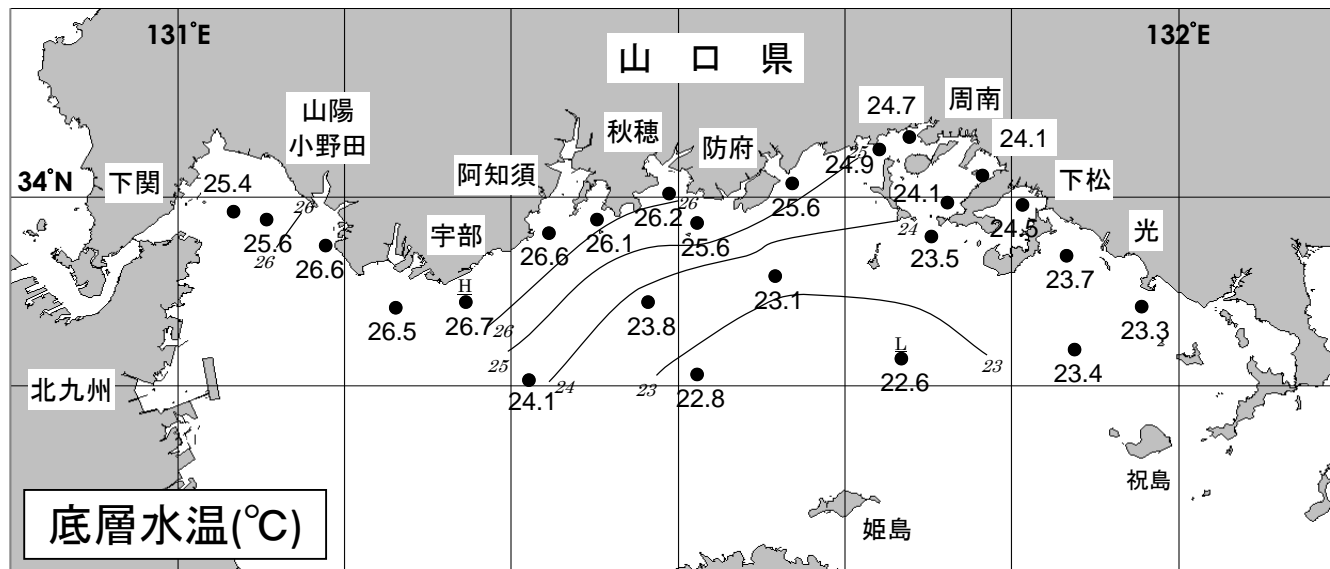 131°E
132°E
山 口 県
24.7
周南
山陽
小野田
秋穂
防府
24.1
25
24.9
阿知須
下松
34°N
下関
25.4
26
26.2
26
25.6
24.1
24.5
光
宇部
25.6
26
26.6
26.6
26.1
25.6
24
23.5
23.7
H
26.5
26.7
26
23.8
23.1
23.3
2
L
25
24
23
23
北九州
24.1
22.8
22.6
23.4
祝島
底層水温(℃)
姫島